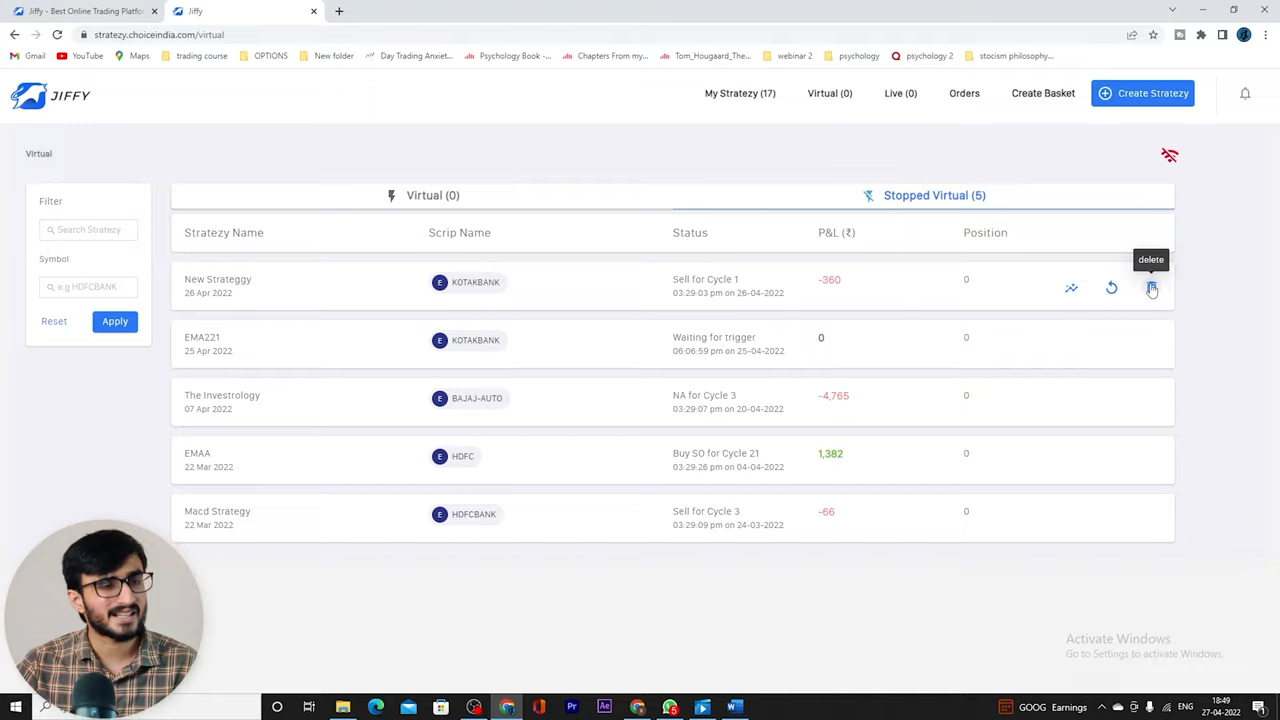 Jiffy - Best Online Trading Platfo
Jiffy
stratezy.choiceindia.com/virtual
Gmail
YouTube
Maps
trading course
OPTIONS
New folder
Day Trading Anxiet...
Psychology Book -...
Chapters From my...
Tom_Hougaard_The...
webinar 2
psychology
psychology 2
stocism philosophy...
JIFFY
My Stratezy (17)
Virtual (0)
Live (0)
Orders
Create Basket
Create Stratezy
Virtual
Filter
Search Stratezy
Symbol
e.g HDFCBANK
Reset
Apply
Virtual (0)
Stopped Virtual (5)
Stratezy Name
Scrip Name
Status
P&L (₹)
Position
delete
New Strateggy
26 Apr 2022
E KOTAKBANK
Sell for Cycle 1
03:29:03 pm on 26-04-2022
-360
0
EMA221
25 Apr 2022
E KOTAKBANK
Waiting for trigger
06:06:59 pm on 25-04-2022
0
0
The Investrology
07 Apr 2022
E BAJAJ-AUTO
NA for Cycle 3
03:29:07 pm on 20-04-2022
-4,765
0
EMAA
22 Mar 2022
E HDFC
Buy SO for Cycle 21
03:29:26 pm on 04-04-2022
1,382
0
Macd Strategy
22 Mar 2022
E HDFCBANK
Sell for Cycle 3
03:29:09 pm on 24-03-2022
-66
0
Activate Windows
Go to Settings to activate Windows.
GOOG Earnings
ENG
18:49
27-04-2022